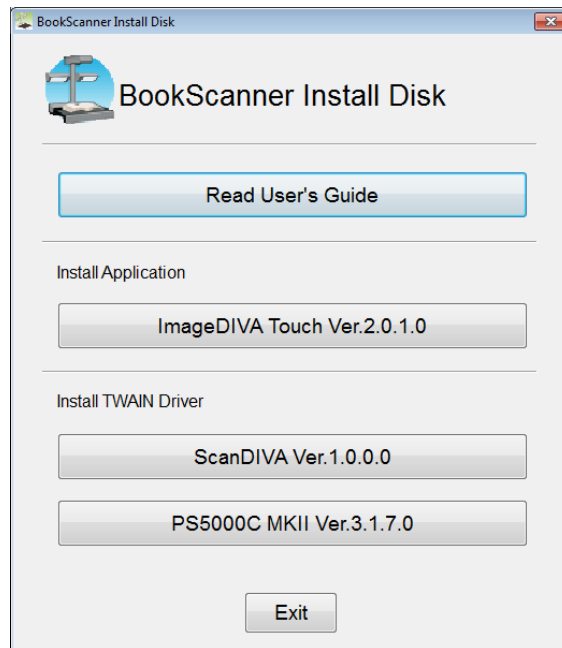 BookScanner Install Disk
BookScanner Install Disk
Read User's Guide
Install Application
ImageDIVA Touch Ver.2.0.1.0
Install TWAIN Driver
ScanDIVA Ver.1.0.0.0
PS5000C MKII Ver.3.1.7.0
Exit